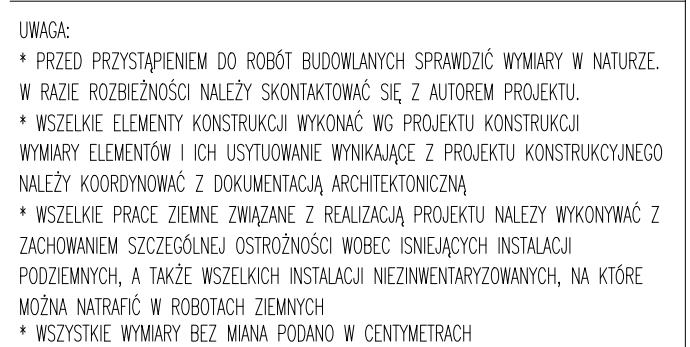 UWAGA:
* PRZED PRZYSTĄPIENIEM DO ROBÓT BUDOWLANYCH SPRAWDZIĆ WYMIARY W NATURZE.
W RAZIE ROZBIEŻNOŚCI NALEŻY SKONTAKTOWAĆ SIĘ Z AUTOREM PROJEKTU.
* WSZELKIE ELEMENTY KONSTRUKCJI WYKONAĆ WG PROJEKTU KONSTRUKCJI
WYMIARY ELEMENTÓW I ICH USYTUOWANIE WYNIKAJĄCE Z PROJEKTU KONSTRUKCYJNEGO
NALEŻY KOORDYNOWAĆ Z DOKUMENTACJĄ ARCHITEKTONICZNĄ
* WSZELKIE PRACE ZIEMNE ZWIĄZANE Z REALIZACJĄ PROJEKTU NALEZY WYKONYWAĆ Z
ZACHOWANIEM SZCZEGÓLNEJ OSTROŻNOŚCI WOBEC ISNIEJĄCYCH INSTALACJI
PODZIEMNYCH, A TAKŻE WSZELKICH INSTALACJI NIEZINWENTARYZOWANYCH, NA KTÓRE
MOŻNA NATRAFIĆ W ROBOTACH ZIEMNYCH
* WSZYSTKIE WYMIARY BEZ MIANA PODANO W CENTYMETRACH